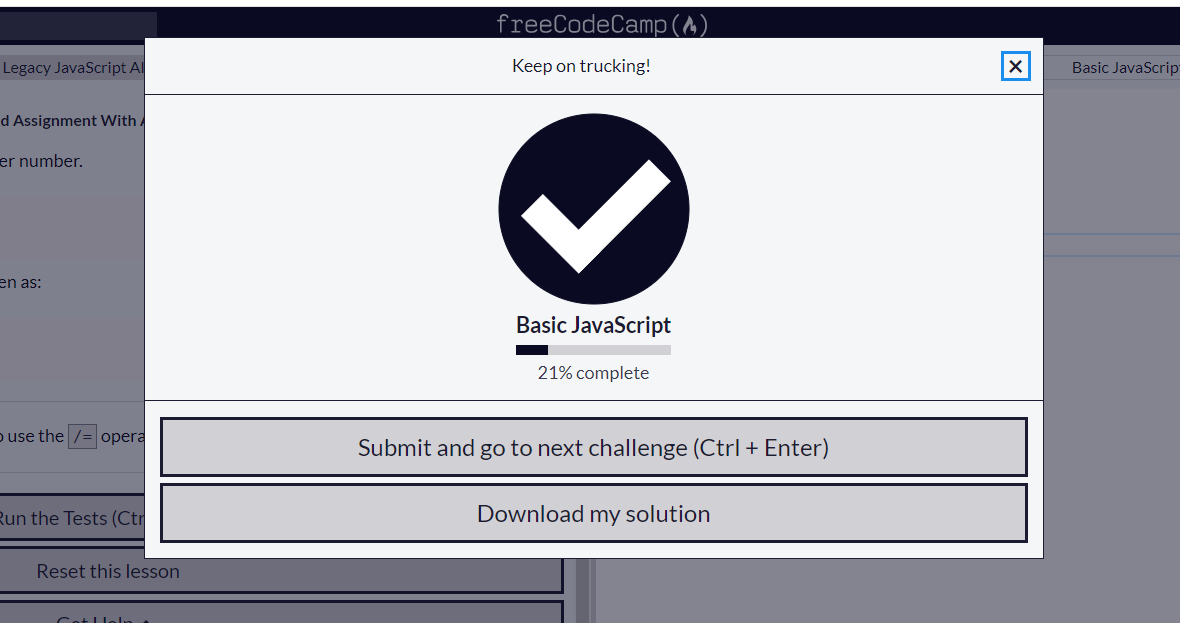 freeCodeCamp(🔥)
Legacy JavaScript Al
Keep on trucking!
Basic JavaScrip
d Assignment With
er number.
en as:
Basic JavaScript
21% complete
use the /= opera
Submit and go to next challenge (Ctrl + Enter)
Download my solution
Run the Tests (Ctr
Reset this lesson
Get Help